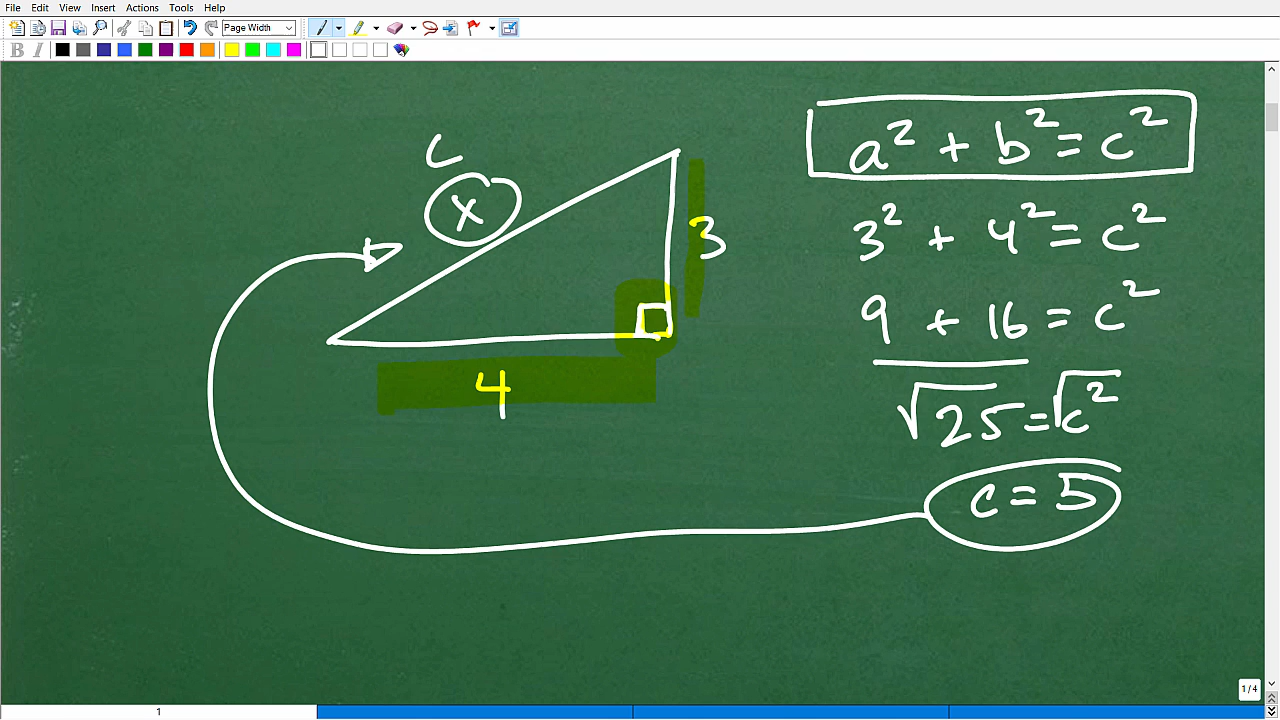 File Edit View Insert Actions Tools Help
Page Width
B I
c
x
3
4
a² + b² = c²
3² + 4² = c²
9 + 16 = c²
√25 = √c²
c = 5
1/4
1